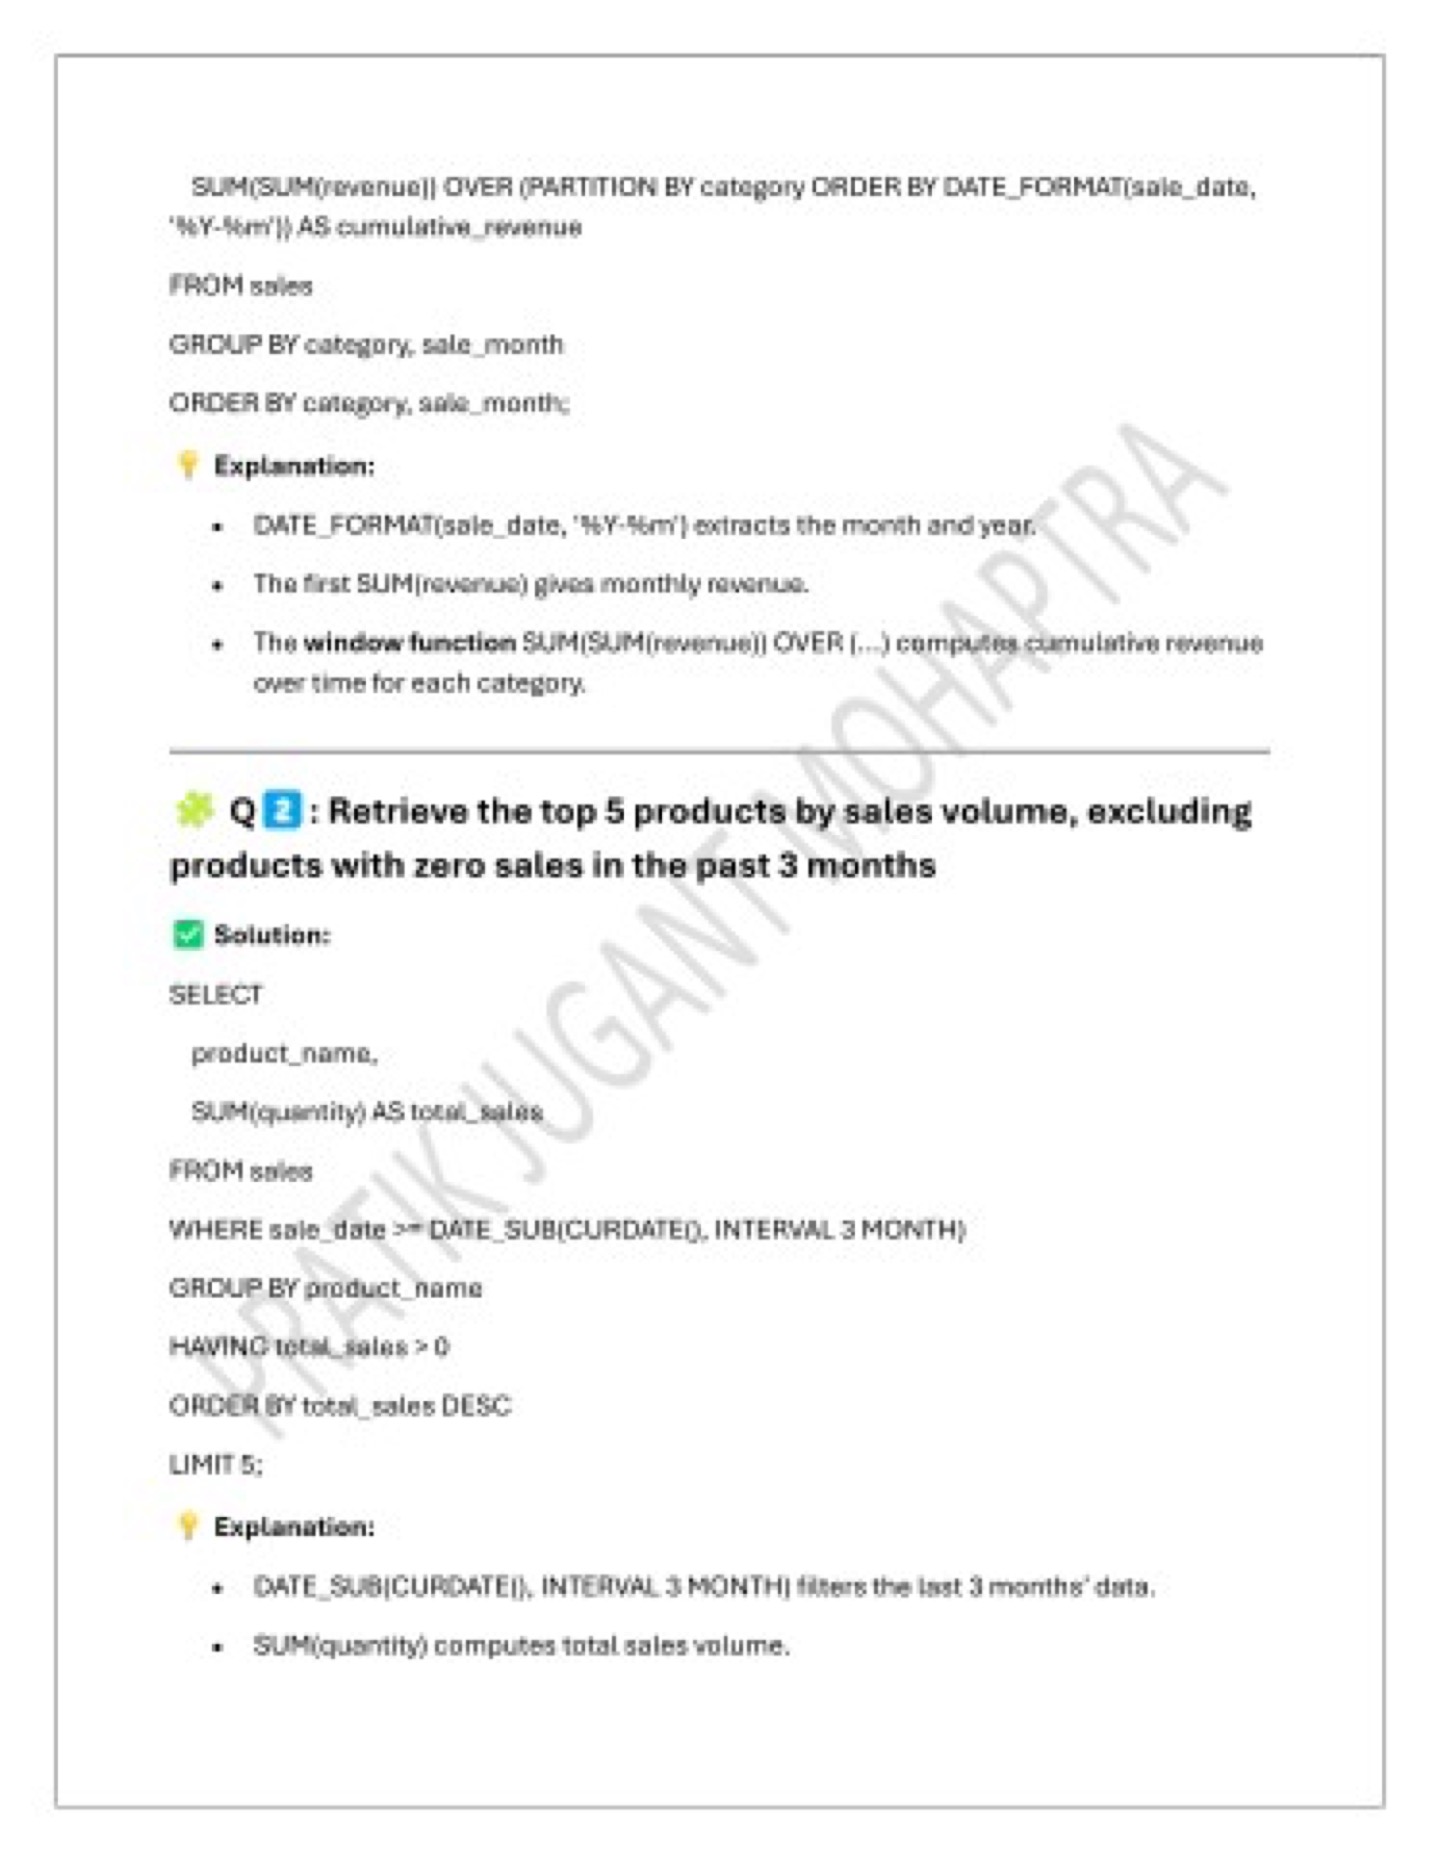 SUM(SUM(revenue)) OVER (PARTITION BY category ORDER BY DATE_FORMAT(sale_date,
'%Y-%m')) AS cumulative_revenue
FROM sales
GROUP BY category, sale_month
ORDER BY category, sale_month;
💡 Explanation:
• DATE_FORMAT(sale_date, '%Y-%m') extracts the month and year.
• The first SUM(revenue) gives monthly revenue.
• The window function SUM(SUM(revenue)) OVER (...) computes cumulative revenue
over time for each category.
🧩 Q2️⃣: Retrieve the top 5 products by sales volume, excluding
products with zero sales in the past 3 months
✅ Solution:
SELECT
product_name,
SUM(quantity) AS total_sales
FROM sales
WHERE sale_date >= DATE_SUB(CURDATE(), INTERVAL 3 MONTH)
GROUP BY product_name
HAVING total_sales > 0
ORDER BY total_sales DESC
LIMIT 5;
💡 Explanation:
• DATE_SUB(CURDATE(), INTERVAL 3 MONTH) filters the last 3 months' data.
• SUM(quantity) computes total sales volume.
PRATIK JUGANT MOHAPTRA